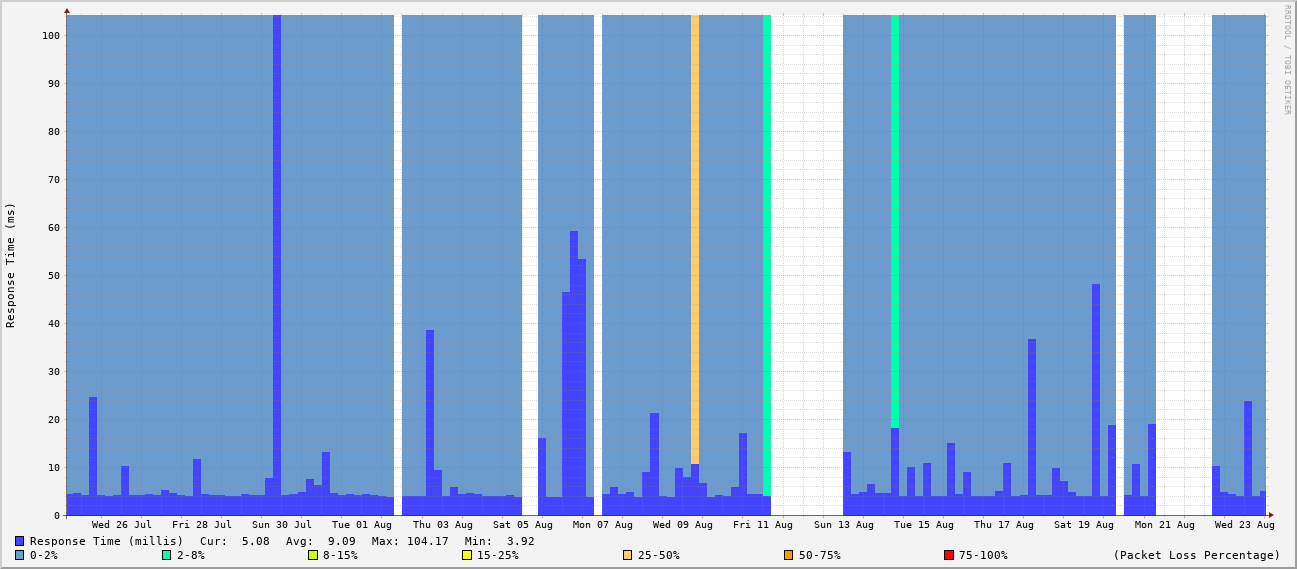 RRDTOOL / TOBI OETIKER
Response Time (ms)
100
90
80
70
60
50
40
30
20
10
0
Wed 26 Jul Fri 28 Jul Sun 30 Jul Tue 01 Aug Thu 03 Aug Sat 05 Aug Mon 07 Aug Wed 09 Aug Fri 11 Aug Sun 13 Aug Tue 15 Aug Thu 17 Aug Sat 19 Aug Mon 21 Aug Wed 23 Aug
Response Time (millis) Cur: 5.08 Avg: 9.09 Max: 104.17 Min: 3.92
0-2% 2-8% 8-15% 15-25% 25-50% 50-75% 75-100% (Packet Loss Percentage)